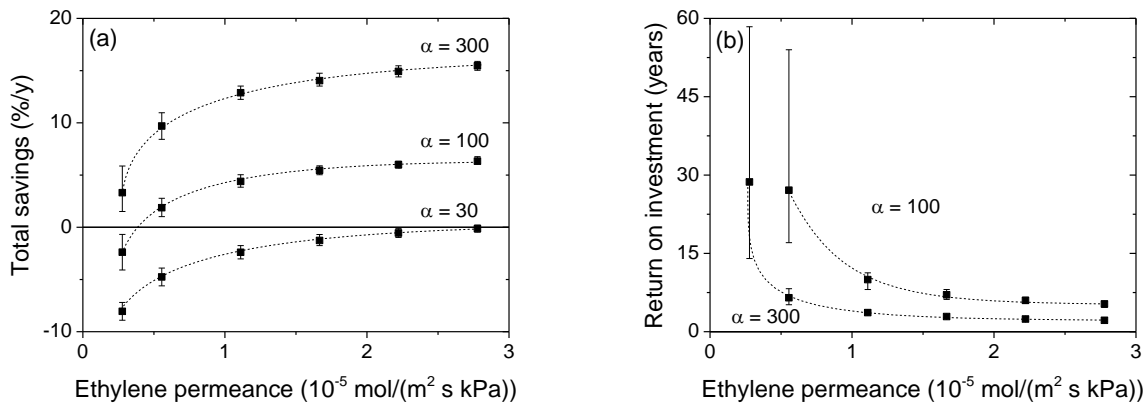 (a)
α = 300
α = 100
α = 30
20
10
0
-10
0
1
2
3
Total savings (%/y)
Ethylene permeance (10⁻⁵ mol/(m² s kPa))
(b)
α = 100
α = 300
60
45
30
15
0
0
1
2
3
Return on investment (years)
Ethylene permeance (10⁻⁵ mol/(m² s kPa))